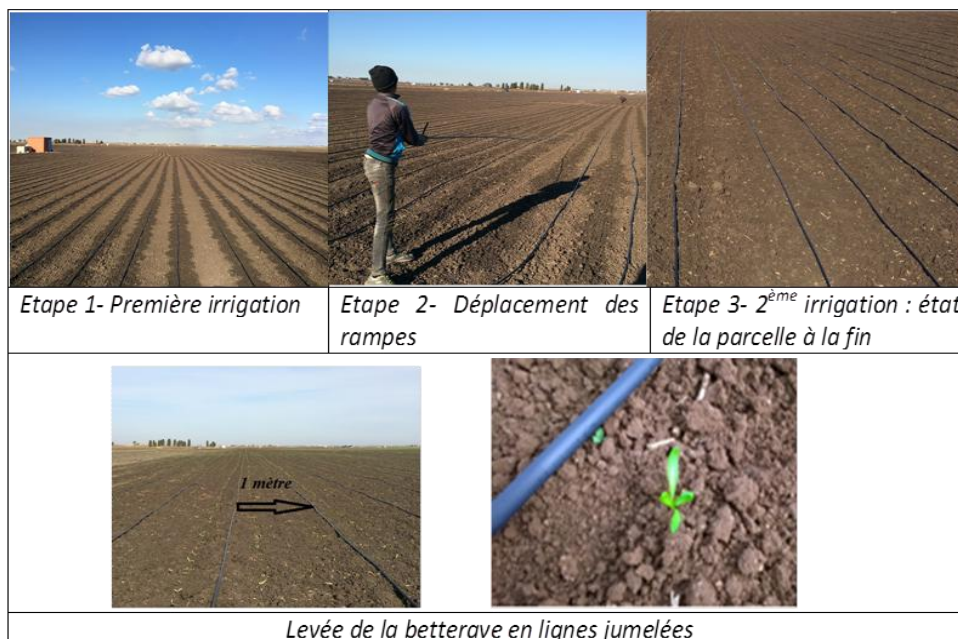 Etape 1- Première irrigation
Etape 2- Déplacement des
rampes
Etape 3- 2ème irrigation : état
de la parcelle à la fin
1 mètre
Levée de la betterave en lignes jumelées